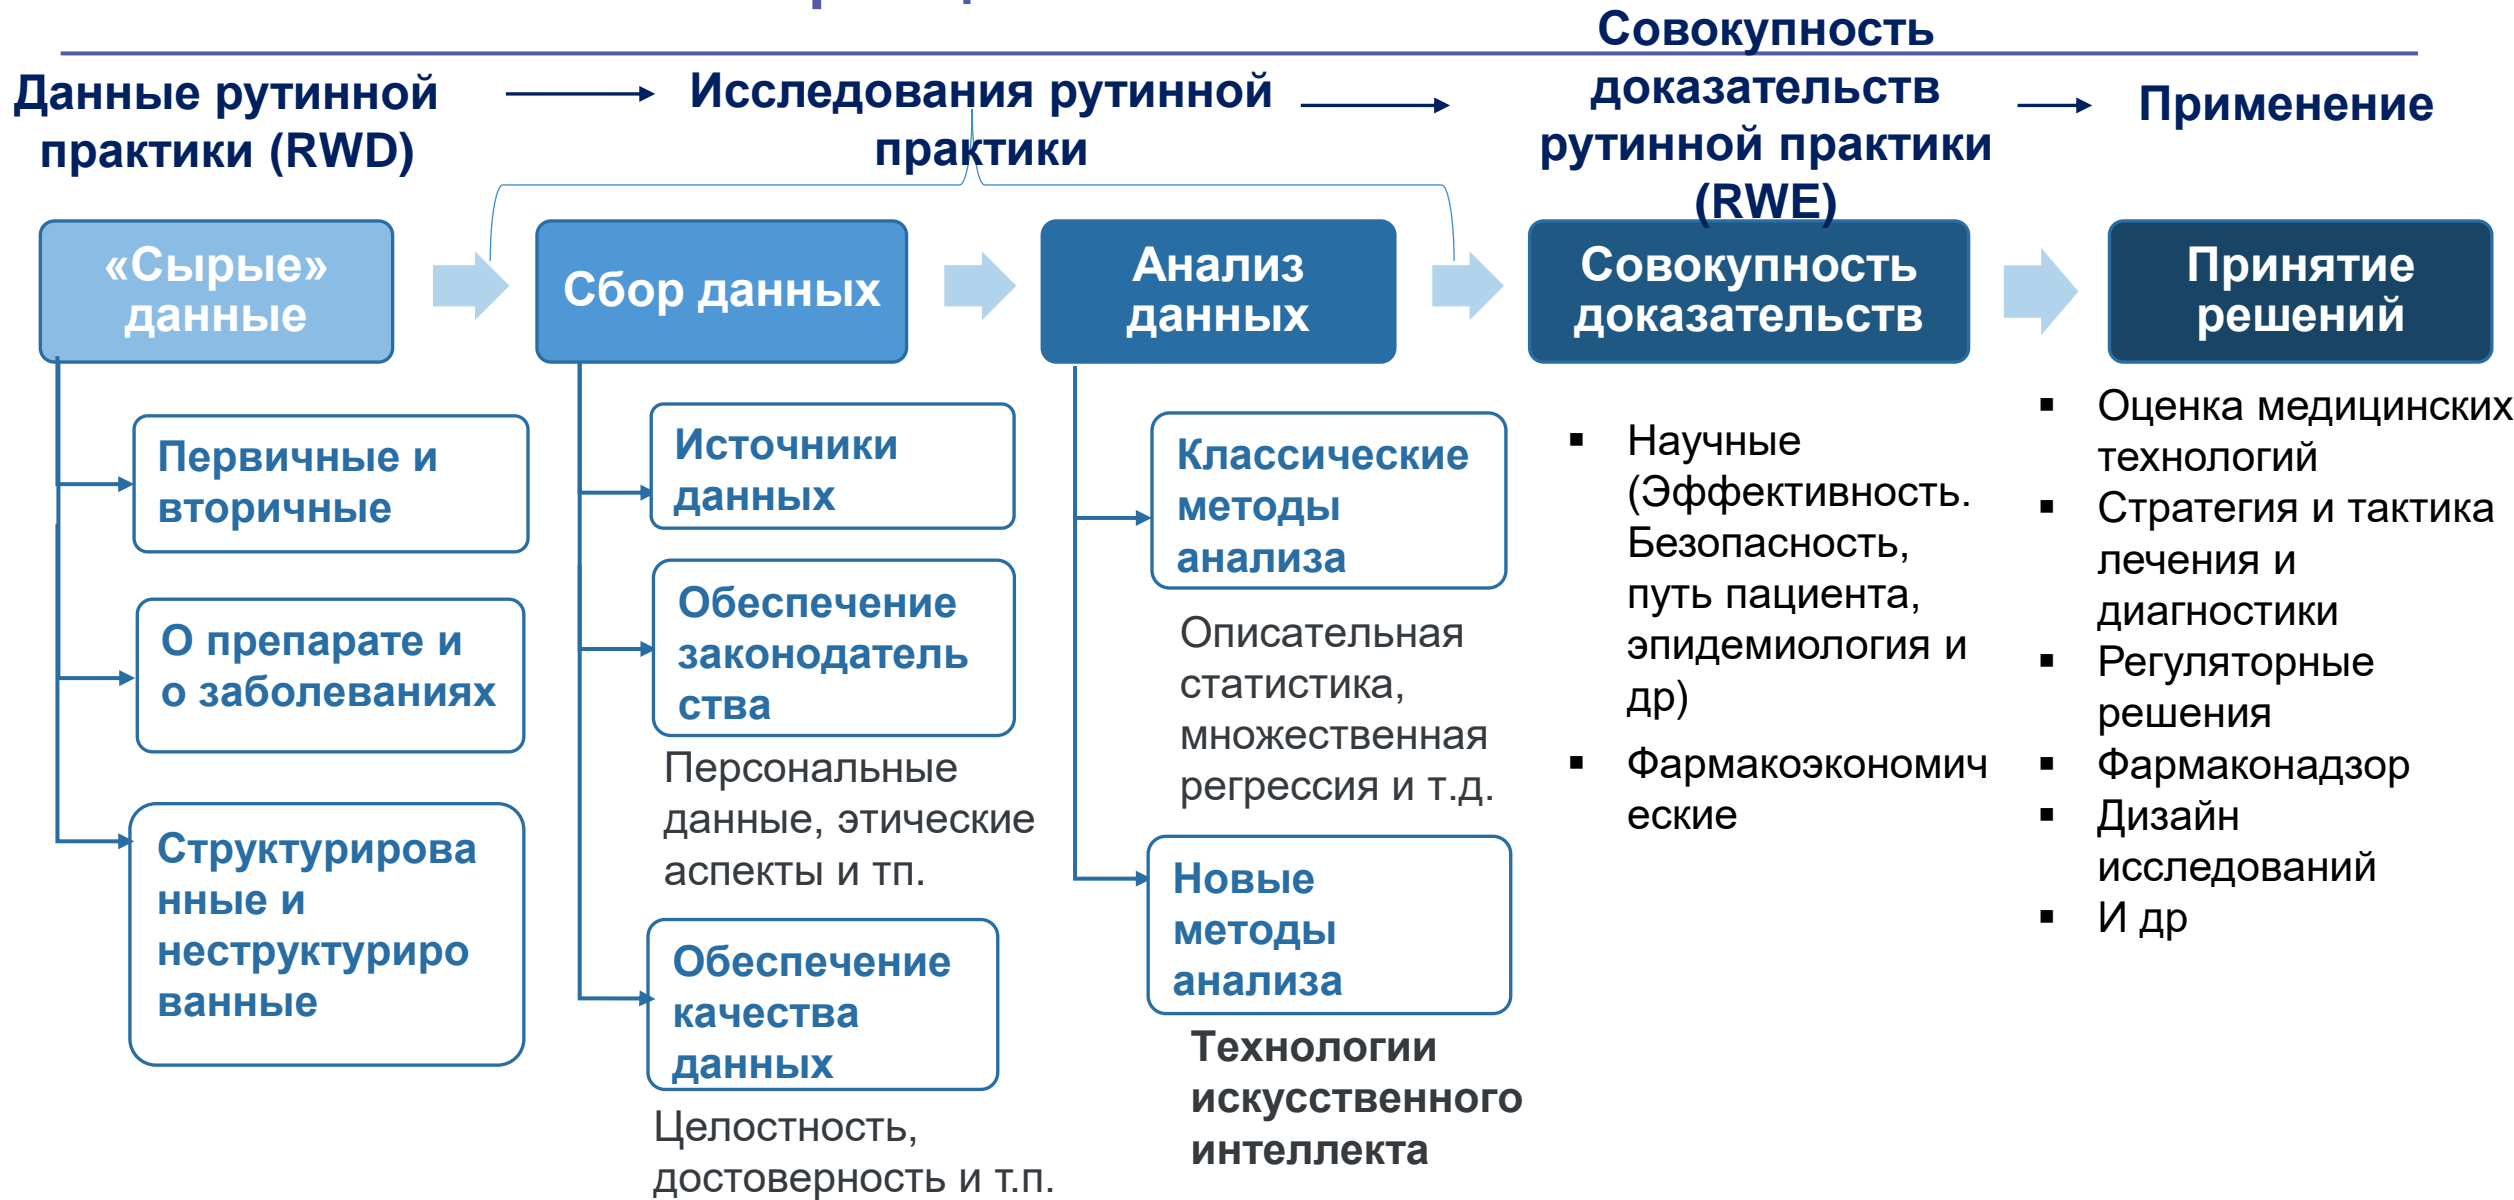 Данные рутинной
практики (RWD)
Исследования рутинной
практики
Совокупность
доказательств
рутинной практики
(RWE)
Применение
«Сырые»
данные
Сбор данных
Анализ
данных
Совокупность
доказательств
Принятие
решений
Первичные и
вторичные
О препарате и
о заболеваниях
Структурирова
нные и
неструктуриро
ванные
Источники
данных
Обеспечение
законодатель
ства
Персональные
данные, этические
аспекты и тп.
Обеспечение
качества
данных
Целостность,
достоверность и т.п.
Классические
методы
анализа
Описательная
статистика,
множественная
регрессия и т.д.
Новые
методы
анализа
Технологии
искусственного
интеллекта
▪ Научные
(Эффективность.
Безопасность,
путь пациента,
эпидемиология и
др)
▪ Фармакоэкономич
еские
▪ Оценка медицинских
технологий
▪ Стратегия и тактика
лечения и
диагностики
▪ Регуляторные
решения
▪ Фармаконадзор
▪ Дизайн
исследований
▪ И др